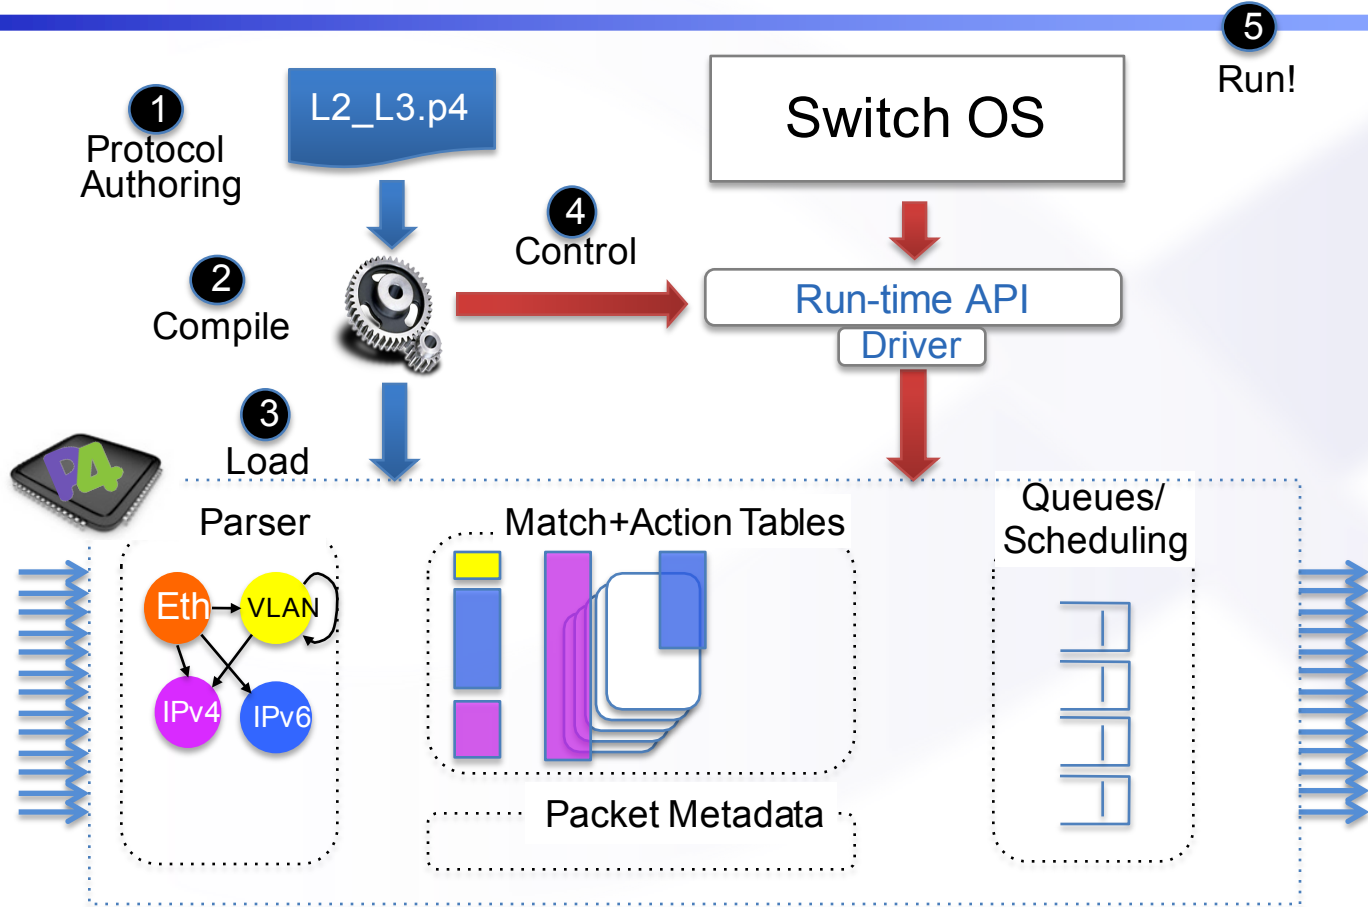 5
Run!
1
Protocol
Authoring
L2_L3.p4
Switch OS
4
Control
2
Compile
Run-time API
Driver
3
Load
P4
Parser
Match+Action Tables
Queues/
Scheduling
Eth
VLAN
IPv4
IPv6
Packet Metadata